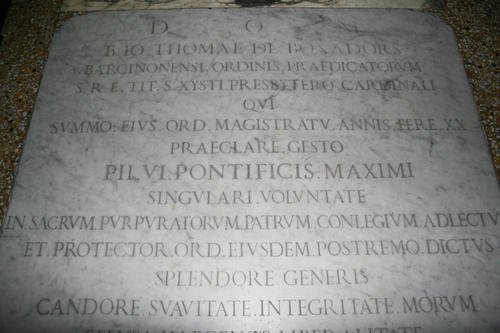 D O M
F. IO THOMAE DE BOXADORS
BARCINONENSI. ORDINIS. PRAEDICATORVM
S. R. E. TIT. S. XYSTI. PRESBYTERO. CARDINALI
QVI
SVMMO. EIVS. ORD. MAGISTRATV. ANNIS. FERE. XX
PRAECLARE. GESTO
PII. VI. PONTIFICIS. MAXIMI
SINGVLARI. VOLVNTATE
IN. SACRVM. PVRPVRATORVM. PATRVM. CONLEGIVM. ADLECTV
ET. PROTECTOR. ORD. EIVSDEM. POSTREMO. DICTVS
SPLENDORE. GENERIS
CANDORE. SVAVITATE. INTEGRITATE. MORVM